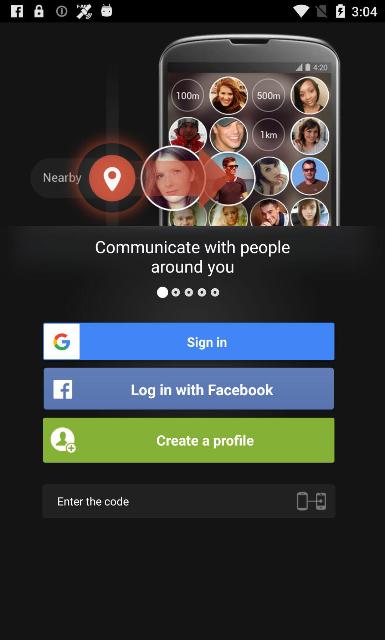 3:04
4:20
100m
500m
1km
Nearby
Communicate with people
around you
Sign in
Log in with Facebook
Create a profile
Enter the code